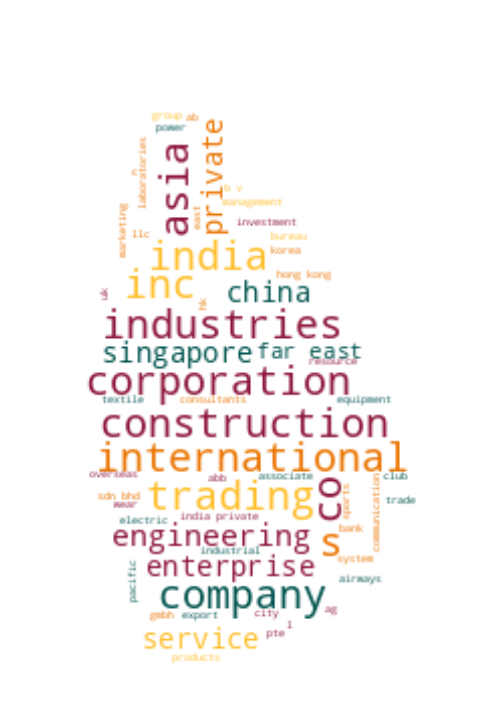 group ab
power
n
laboratories
asia
private
b v
management
marketing
east
investment
llc
bureau
india
korea
hong kong
inc
uk
china
hk
industries
singapore
far east
resource
corporation
textile
consultants
equipment
construction
international
overseas
abb
associate
club
co
sdn bhd
trading
sports
communication
trade
wear
india private
electric
engineering
s
bank
industrial
system
enterprise
pacific
airways
company
gmbh
export
city
ag
l
pte
service
products